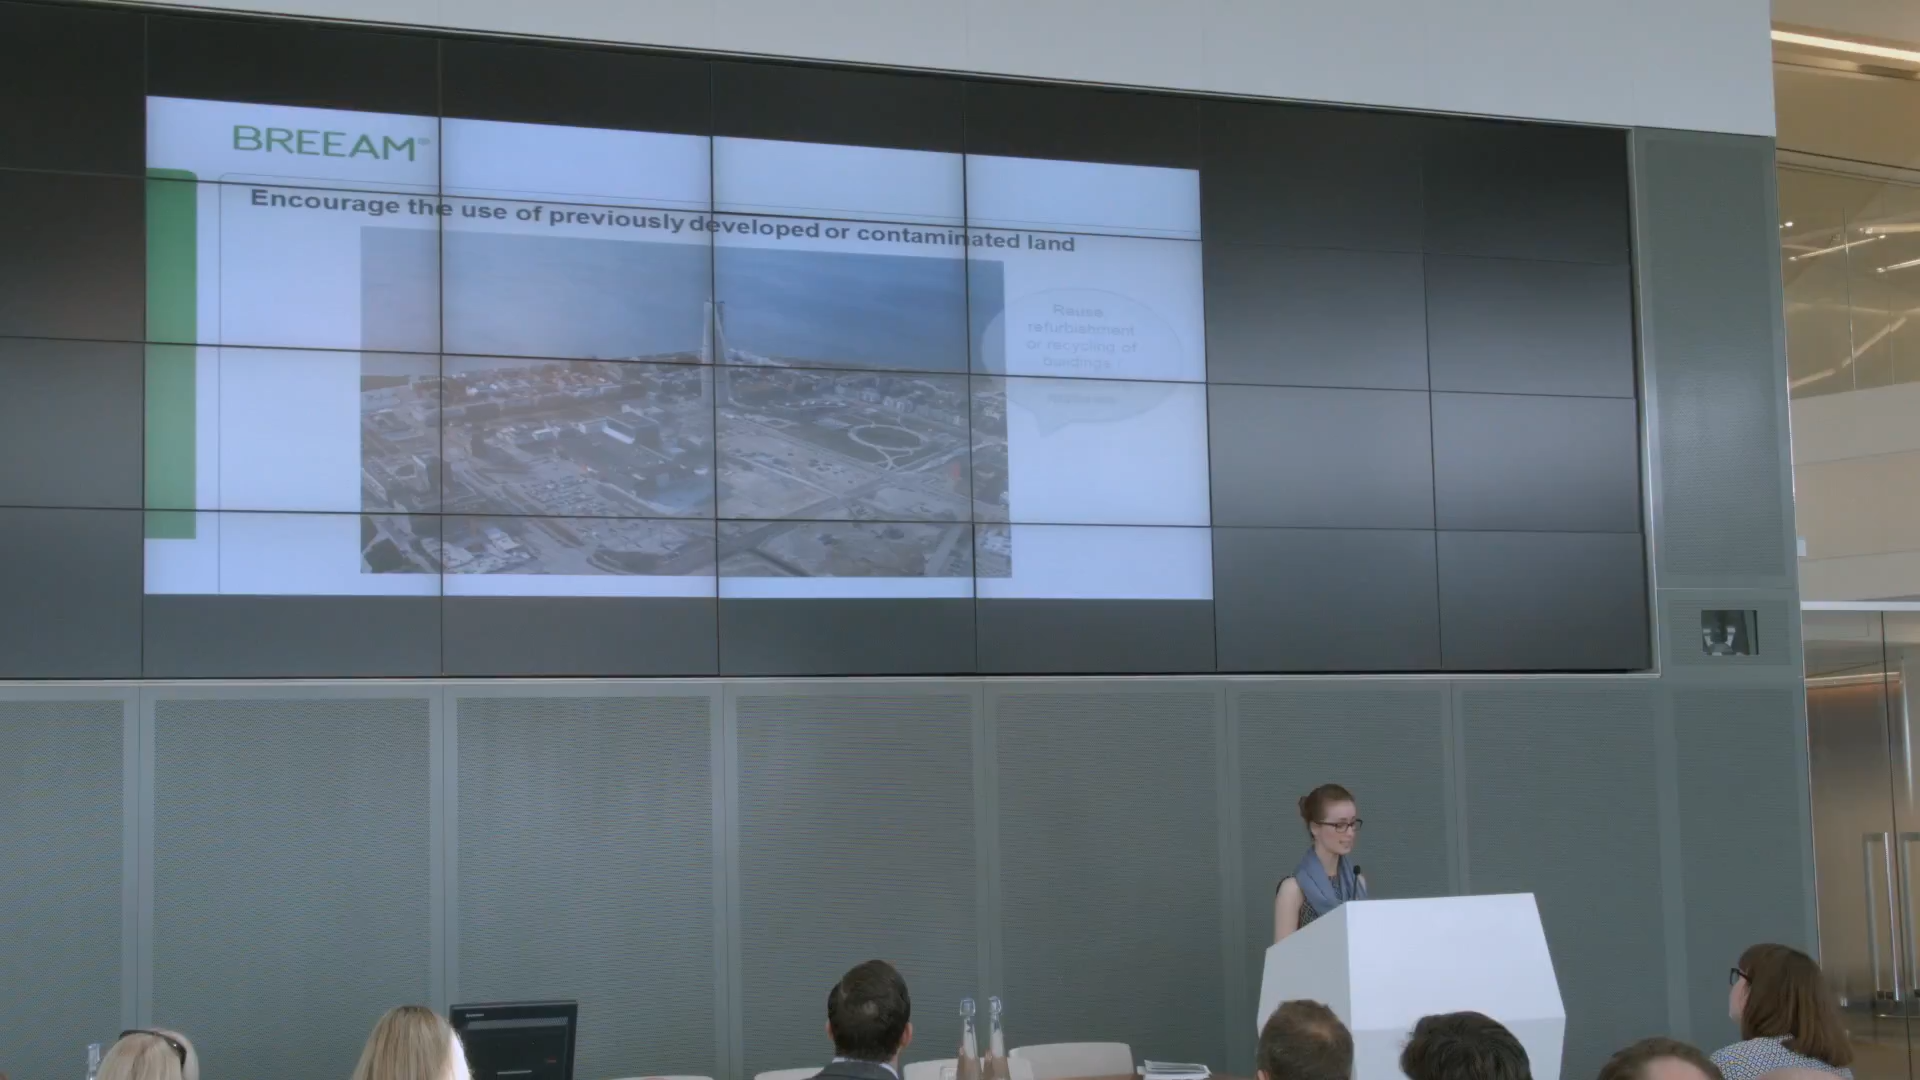 BREEAM®
Encourage the use of previously developed or contaminated land
Reuse,
refurbishment
or recycling of
buildings